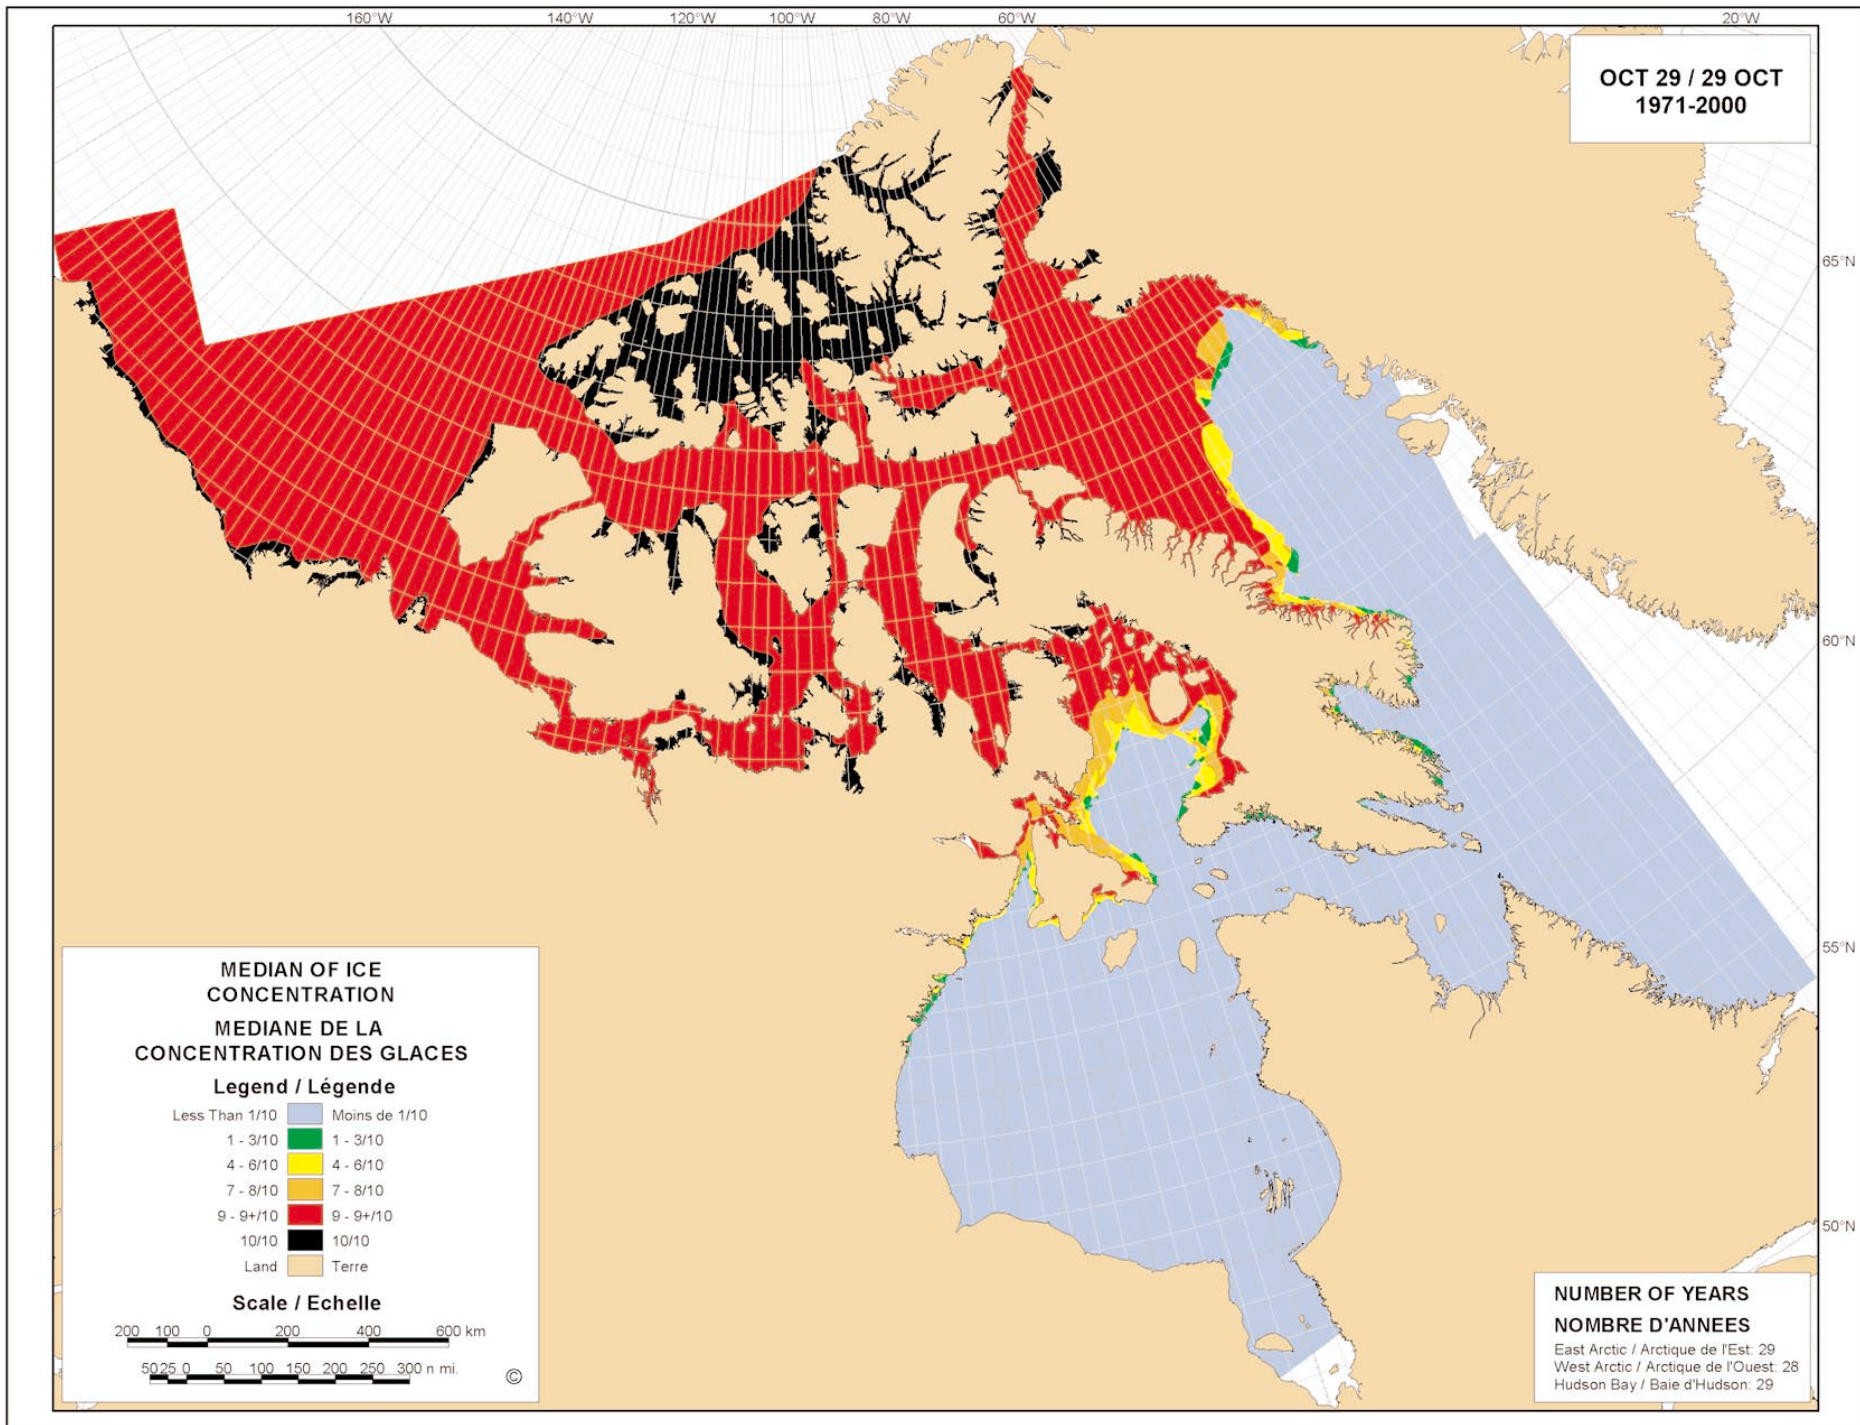 160°W 140°W 120°W 100°W 80°W 60°W 20°W
OCT 29 / 29 OCT
1971-2000
65°N
60°N
55°N
50°N
MEDIAN OF ICE
CONCENTRATION
MEDIANE DE LA
CONCENTRATION DES GLACES
Legend / Légende
Less Than 1/10 Moins de 1/10
1 - 3/10 1 - 3/10
4 - 6/10 4 - 6/10
7 - 8/10 7 - 8/10
9 - 9+/10 9 - 9+/10
10/10 10/10
Land Terre
Scale / Echelle
200 100 0 200 400 600 km
50 25 0 50 100 150 200 250 300 n mi.
©
NUMBER OF YEARS
NOMBRE D'ANNEES
East Arctic / Arctique de l'Est: 29
West Arctic / Arctique de l'Ouest: 28
Hudson Bay / Baie d'Hudson: 29